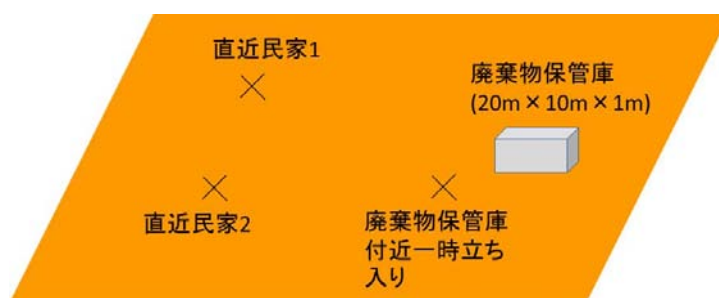 直近民家1
廃棄物保管庫
(20m×10m×1m)
直近民家2
廃棄物保管庫
付近一時立ち
入り